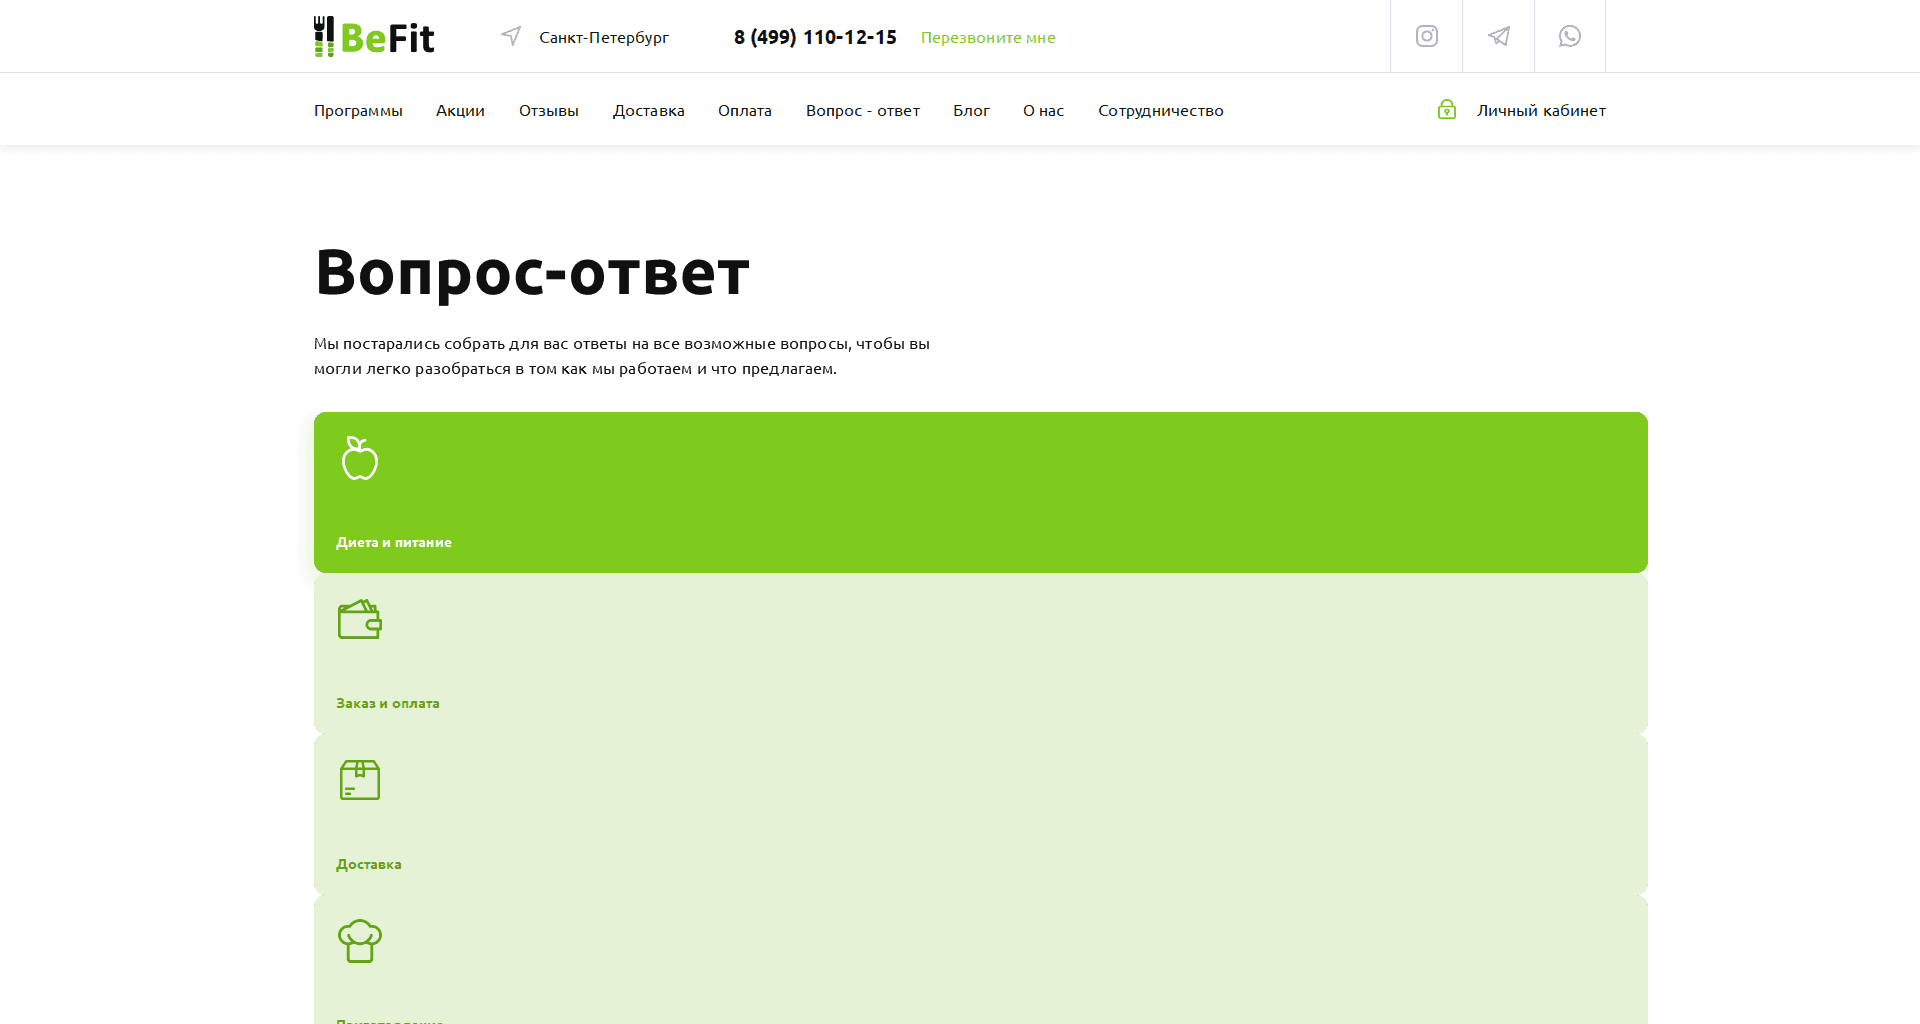 BeFit
Санкт-Петербург
8 (499) 110-12-15
Перезвоните мне
Программы
Акции
Отзывы
Доставка
Оплата
Вопрос - ответ
Блог
О нас
Сотрудничество
Личный кабинет
Вопрос-ответ
Мы постарались собрать для вас ответы на все возможные вопросы, чтобы вы
могли легко разобраться в том как мы работаем и что предлагаем.
Диета и питание
Заказ и оплата
Доставка